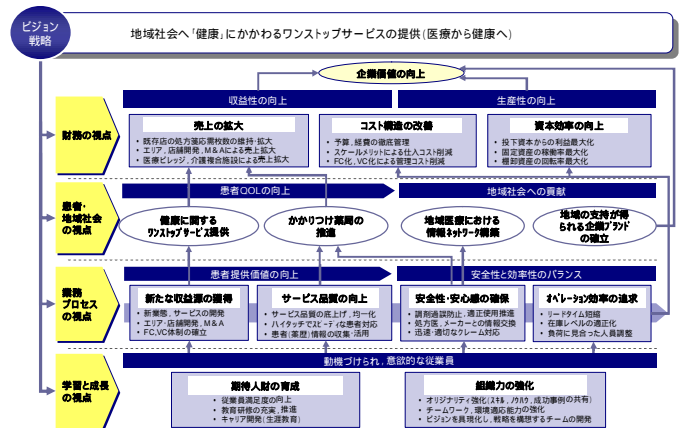 ビジョン
戦略
地域社会へ「健康」にかかわるワンストップサービスの提供(医療から健康へ)
企業価値の向上
収益性の向上
生産性の向上
財務の視点
売上の拡大
・ 既存店の処方箋応需枚数の維持・拡大
・ エリア、店舗開発、M&Aによる売上拡大
・ 医療ビレッジ、介護複合施設による売上拡大
コスト構造の改善
・ 予算、経費の徹底管理
・ スケールメリットによる仕入コスト削減
・ FC化、VC化による管理コスト削減
資本効率の向上
・ 投下資本からの利益最大化
・ 固定資産の稼働率最大化
・ 棚卸資産の回転率最大化
患者QOLの向上
地域社会への貢献
患者・
地域社会
の視点
健康に関する
ワンストップサービス提供
かかりつけ薬局の
推進
地域医療における
情報ネットワーク構築
地域の支持が得
られる企業ブランド
の確立
患者提供価値の向上
安全性と効率性のバランス
業務
プロセス
の視点
新たな収益源の獲得
・ 新業態、サービスの開発
・ エリア・店舗開発、M&A
・ FC,VC体制の確立
サービス品質の向上
・ サービス品質の底上げ、均一化
・ ハイタッチでスピーディな患者対応
・ 患者(薬歴)情報の収集・活用
安全性・安心感の確保
・ 調剤過誤防止、適正使用推進
・ 処方医、メーカーとの情報交換
・ 迅速・適切なクレーム対応
オペレーション効率の追求
・ リードタイム短縮
・ 在庫レベルの適正化
・ 負荷に見合った人員調整
動機づけられ、意欲的な従業員
学習と成長
の視点
期待人財の育成
・ 従業員満足度の向上
・ 教育研修の充実、推進
・ キャリア開発(生涯教育)
組織力の強化
・ オリジナリティ強化(スキル、ノウハウ、成功事例の共有)
・ チームワーク、環境適応能力の強化
・ ビジョンを具現化し、戦略を構想するチームの開発